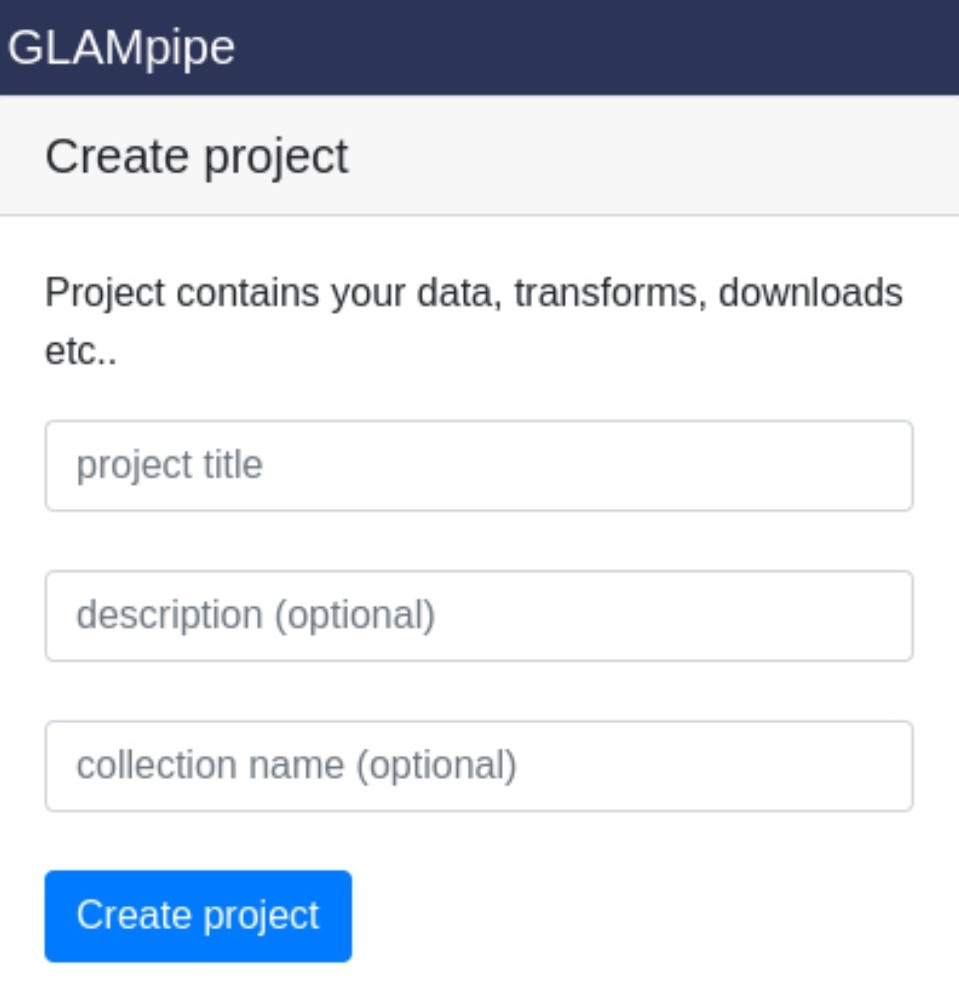 GLAMpipe
Create project
Project contains your data, transforms, downloads
etc..
project title
description (optional)
collection name (optional)
Create project